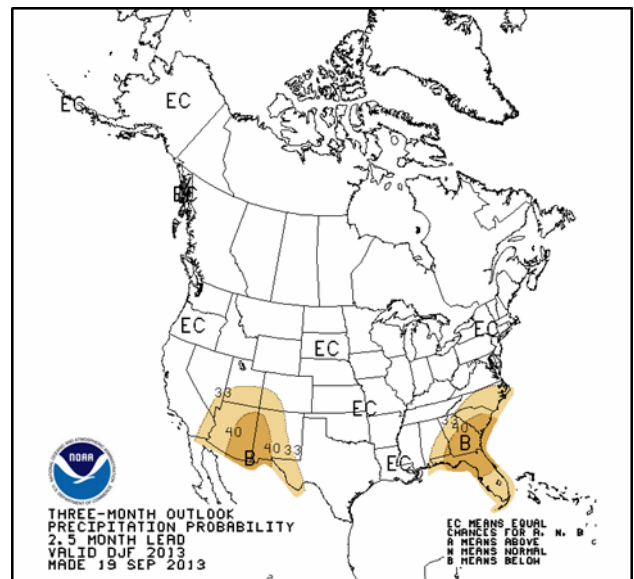 EC
EC
EC
EC
EC
EC
33
EC
33
40
40
B
40 33
B
EC
NOAA
THREE-MONTH OUTLOOK
PRECIPITATION PROBABILITY
2.5 MONTH LEAD
VALID DJF 2013
MADE 19 SEP 2013
EC MEANS EQUAL
CHANCES FOR A, N, B
A MEANS ABOVE
N MEANS NORMAL
B MEANS BELOW